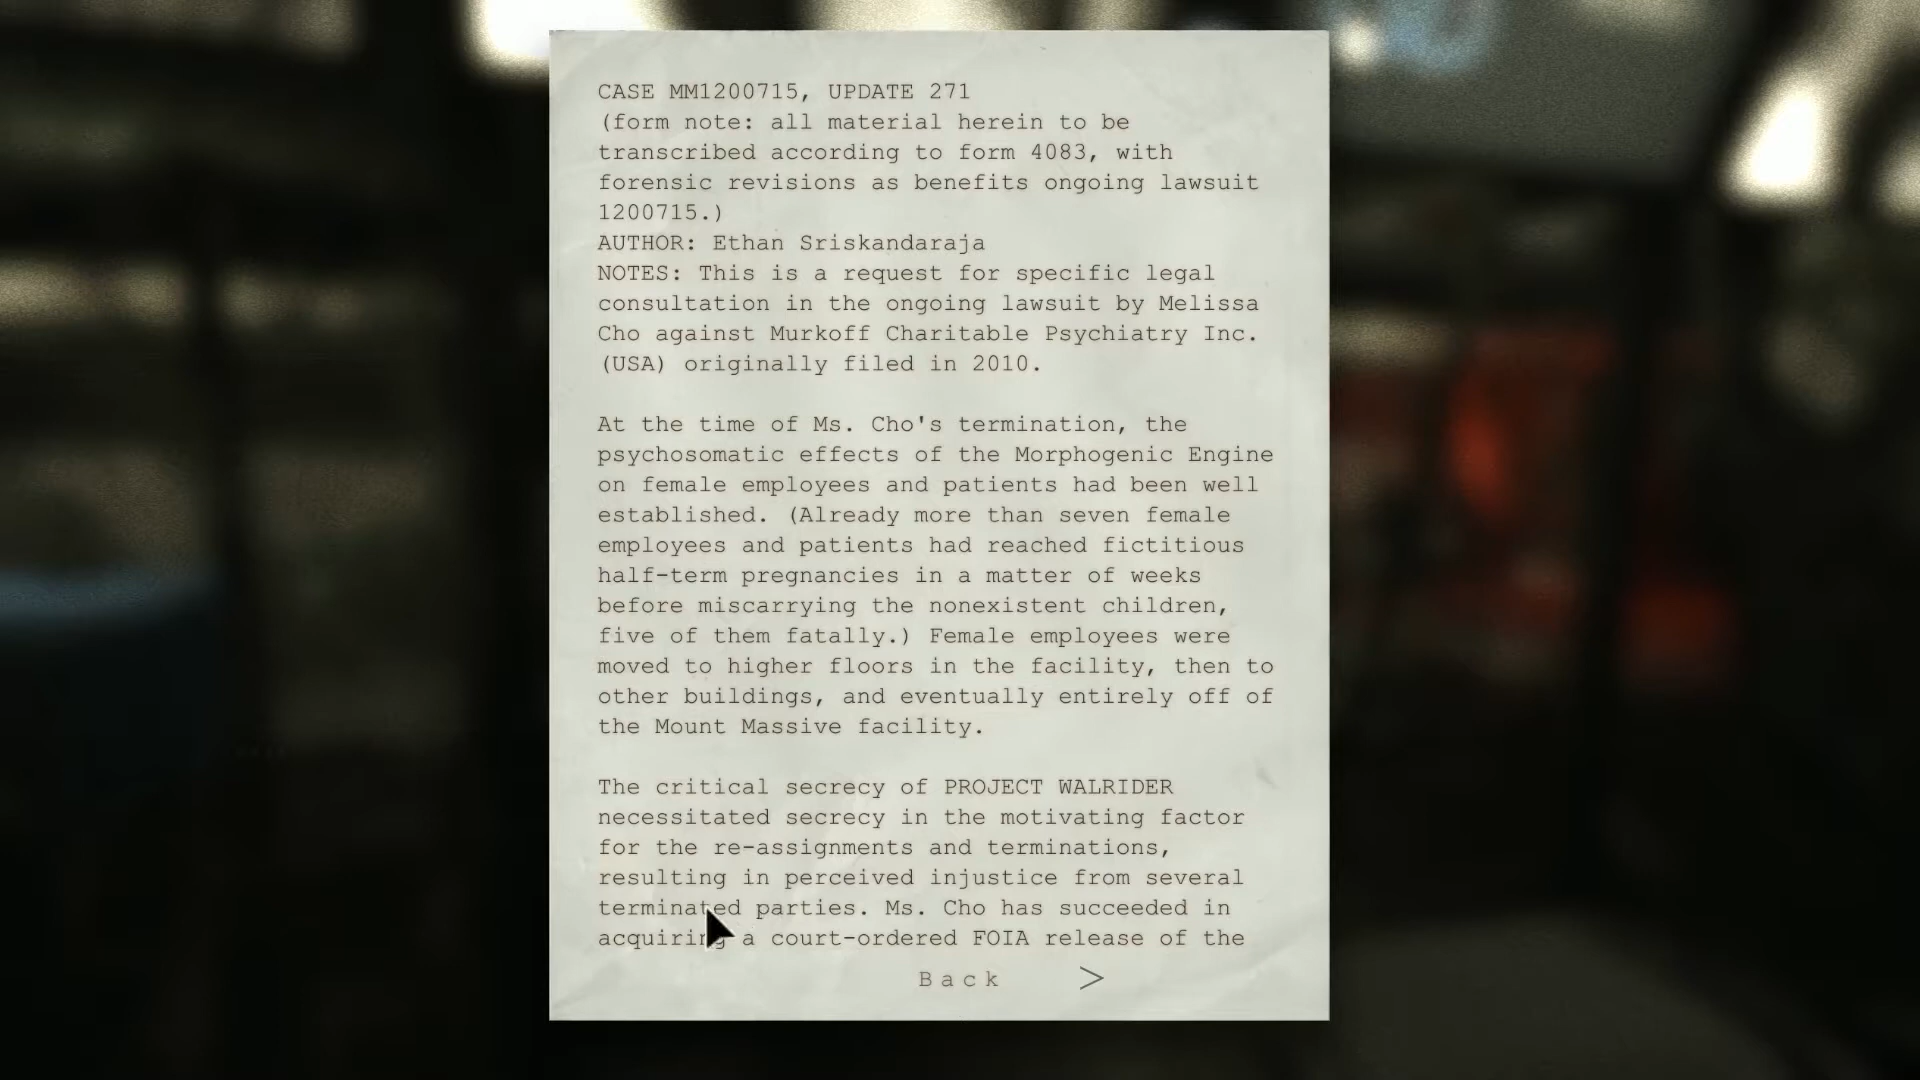 CASE MM1200715, UPDATE 271
(form note: all material herein to be
transcribed according to form 4083, with
forensic revisions as benefits ongoing lawsuit
1200715.)
AUTHOR: Ethan Sriskandaraja
NOTES: This is a request for specific legal
consultation in the ongoing lawsuit by Melissa
Cho against Murkoff Charitable Psychiatry Inc.
(USA) originally filed in 2010.
At the time of Ms. Cho's termination, the
psychosomatic effects of the Morphogenic Engine
on female employees and patients had been well
established. (Already more than seven female
employees and patients had reached fictitious
half-term pregnancies in a matter of weeks
before miscarrying the nonexistent children,
five of them fatally.) Female employees were
moved to higher floors in the facility, then to
other buildings, and eventually entirely off of
the Mount Massive facility.
The critical secrecy of PROJECT WALRIDER
necessitated secrecy in the motivating factor
for the re-assignments and terminations,
resulting in perceived injustice from several
terminated parties. Ms. Cho has succeeded in
acquiring a court-ordered FOIA release of the
Back >